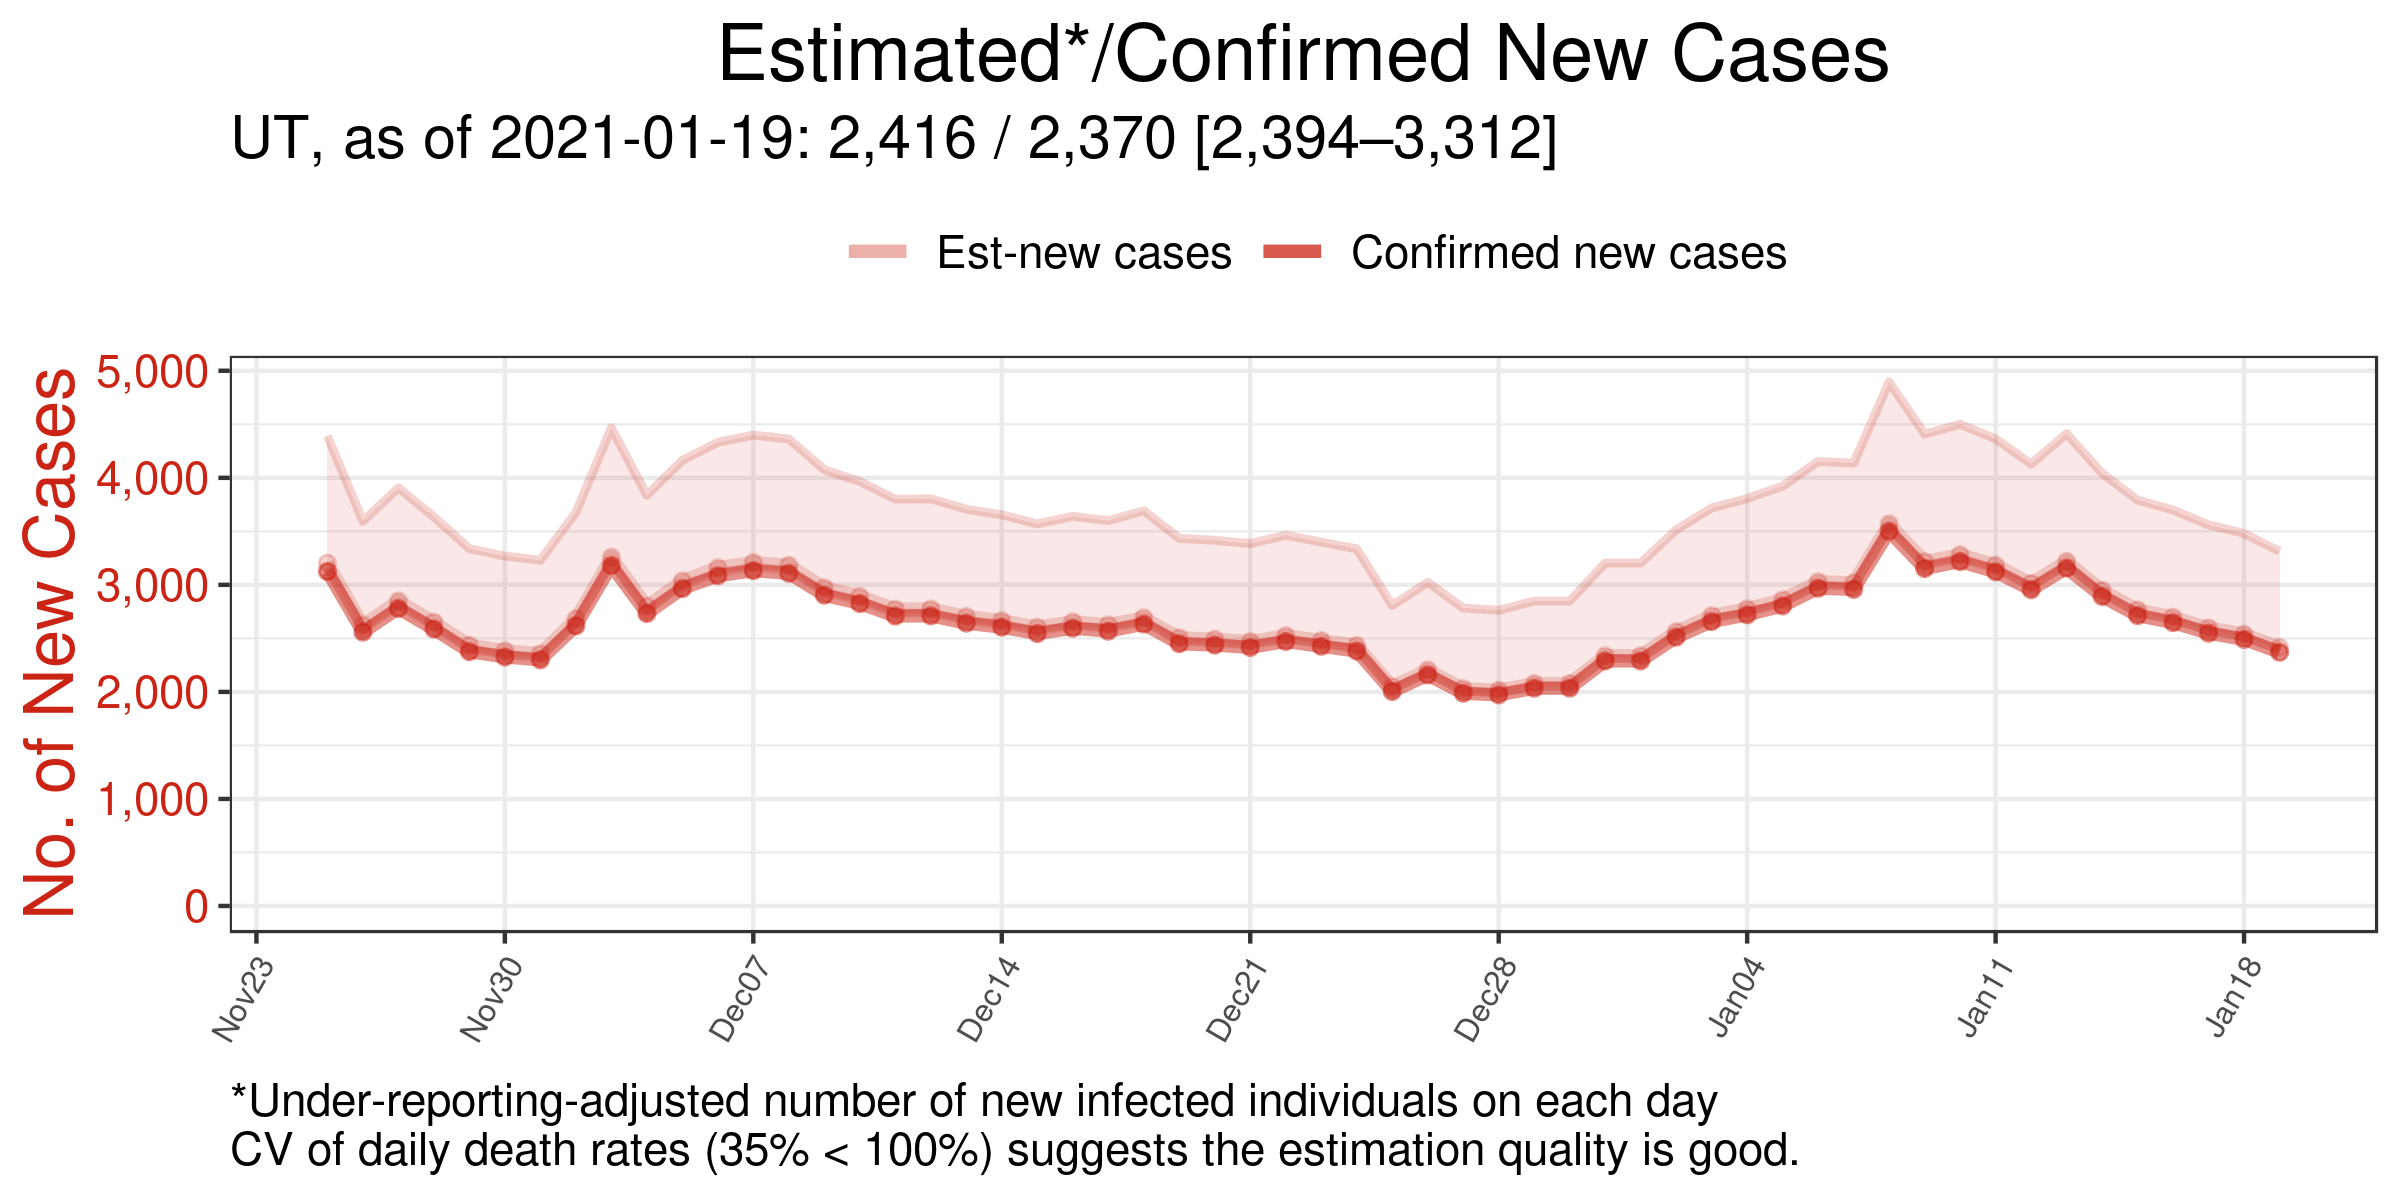 Estimated*/Confirmed New Cases
UT, as of 2021-01-19: 2,416 / 2,370 [2,394–3,312]
Est-new cases
Confirmed new cases
No. of New Cases
5,000
4,000
3,000
2,000
1,000
0
Nov23
Nov30
Dec07
Dec14
Dec21
Dec28
Jan04
Jan11
Jan18
*Under-reporting-adjusted number of new infected individuals on each day
CV of daily death rates (35% < 100%) suggests the estimation quality is good.